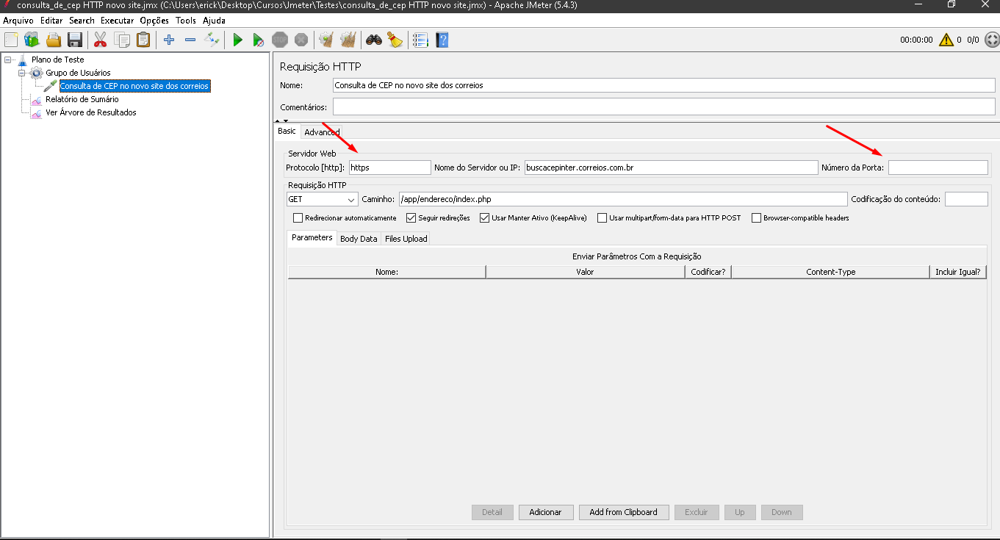 consulta_de_cep HTTP novo site.jmx (C:\Users\erick\Desktop\Cursos\Jmeter\Testes\consulta_de_cep HTTP novo site.jmx) - Apache JMeter (5.4.3)
Arquivo Editar Search Executar Opções Tools Ajuda
STOP 00:00:00 0 0/0
Plano de Teste
Grupo de Usuários
Consulta de CEP no novo site dos correios
Relatório de Sumário
Ver Árvore de Resultados
Requisição HTTP
Nome: Consulta de CEP no novo site dos correios
Comentários:
Basic Advanced
Servidor Web
Protocolo [http]: https Nome do Servidor ou IP: buscacepinter.correios.com.br Número da Porta:
Requisição HTTP
GET Caminho: /app/endereco/index.php Codificação do conteúdo:
Redirecionar automaticamente Seguir redireções Usar Manter Ativo (KeepAlive) Usar multipart/form-data para HTTP POST Browser-compatible headers
Parameters Body Data Files Upload
Enviar Parâmetros Com a Requisição
Nome: Valor Codificar? Content-Type Incluir Igual?
Detail Adicionar Add from Clipboard Excluir Up Down